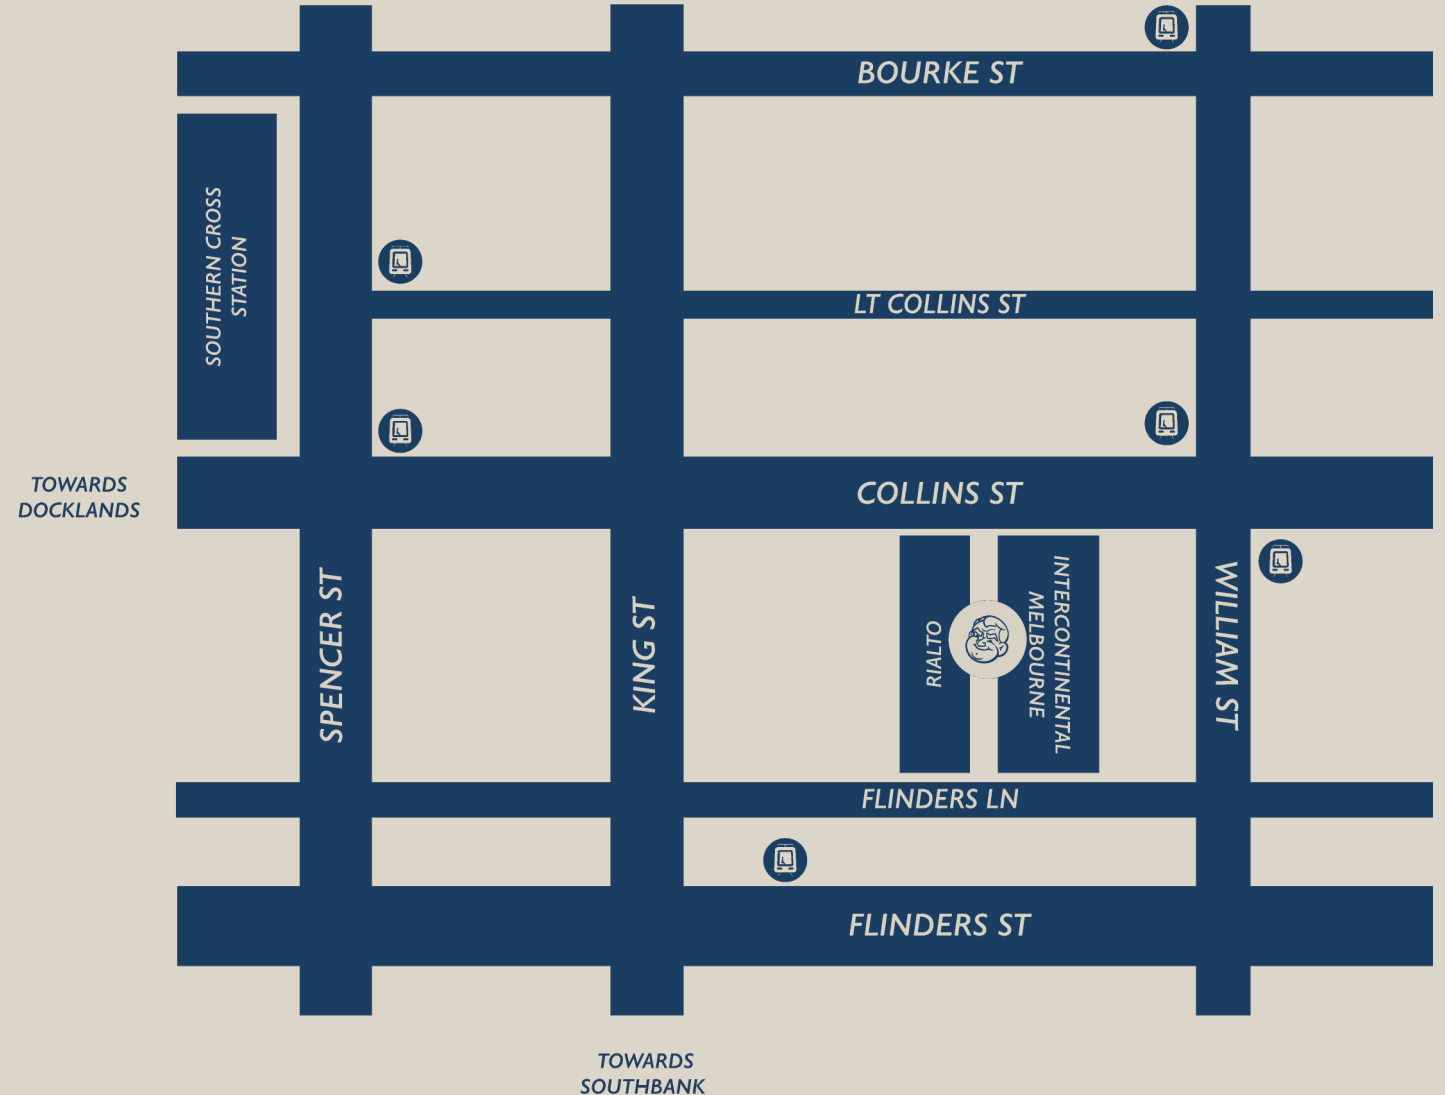 BOURKE ST
SOUTHERN CROSS
STATION
LT COLLINS ST
TOWARDS
DOCKLANDS
COLLINS ST
SPENCER ST
KING ST
RIALTO
INTERCONTINENTAL
MELBOURNE
WILLIAM ST
FLINDERS LN
FLINDERS ST
TOWARDS
SOUTHBANK